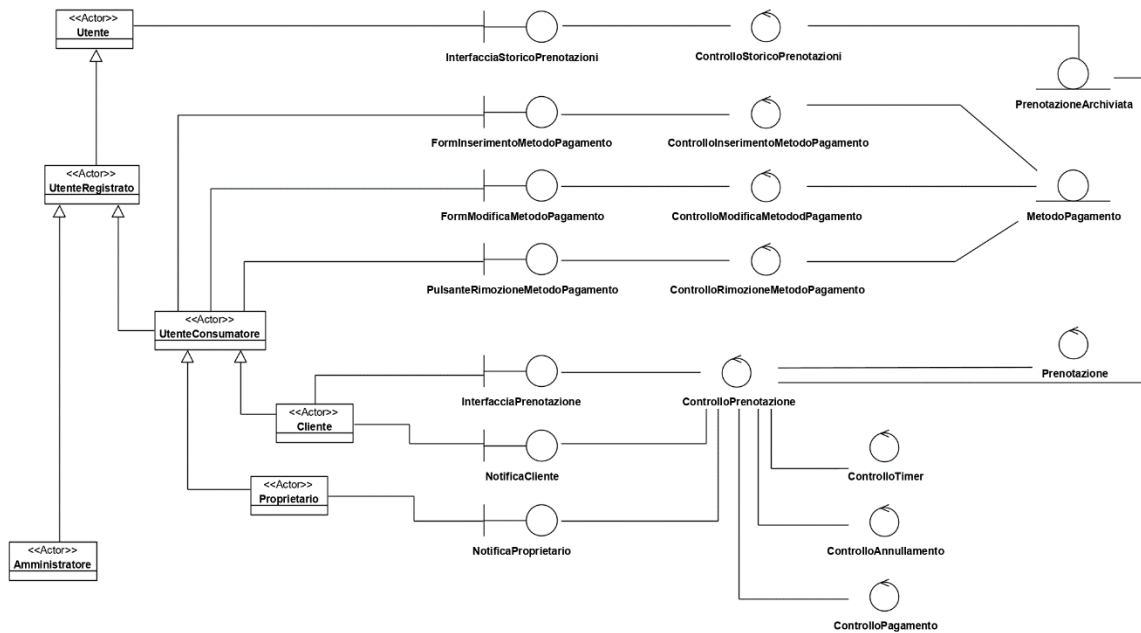 <<Actor>>
Utente
InterfacciaStoricoPrenotazioni
ControlloStoricoPrenotazioni
PrenotazioneArchiviata
FormInserimentoMetodoPagamento
ControlloInserimentoMetodoPagamento
<<Actor>>
UtenteRegistrato
FormModificaMetodoPagamento
ControlloModificaMetododPagamento
MetodoPagamento
PulsanteRimozioneMetodoPagamento
ControlloRimozioneMetodoPagamento
<<Actor>>
UtenteConsumatore
InterfacciaPrenotazione
ControlloPrenotazione
Prenotazione
<<Actor>>
Cliente
NotificaCliente
ControlloTimer
<<Actor>>
Proprietario
NotificaProprietario
ControlloAnnullamento
<<Actor>>
Amministratore
ControlloPagamento